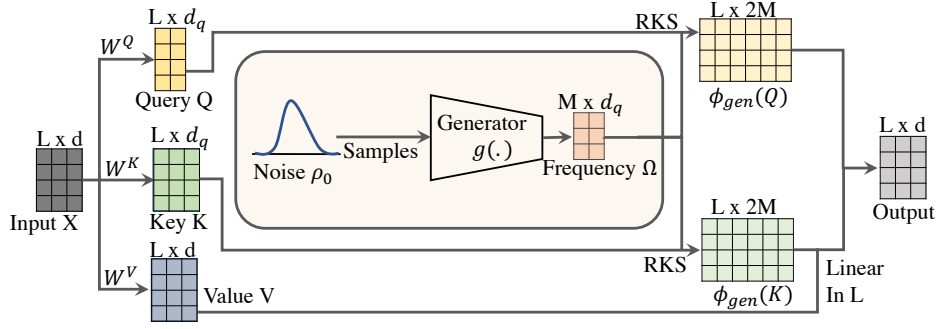 L x d_q
W^Q
Query Q
RKS
L x 2M
ϕ_gen(Q)
M x d_q
Generator
g(.)
Samples
Noise ρ_0
Frequency Ω
L x d
Input X
L x d_q
W^K
Key K
L x d
Output
L x 2M
RKS
ϕ_gen(K)
Linear
In L
L x d
W^V
Value V